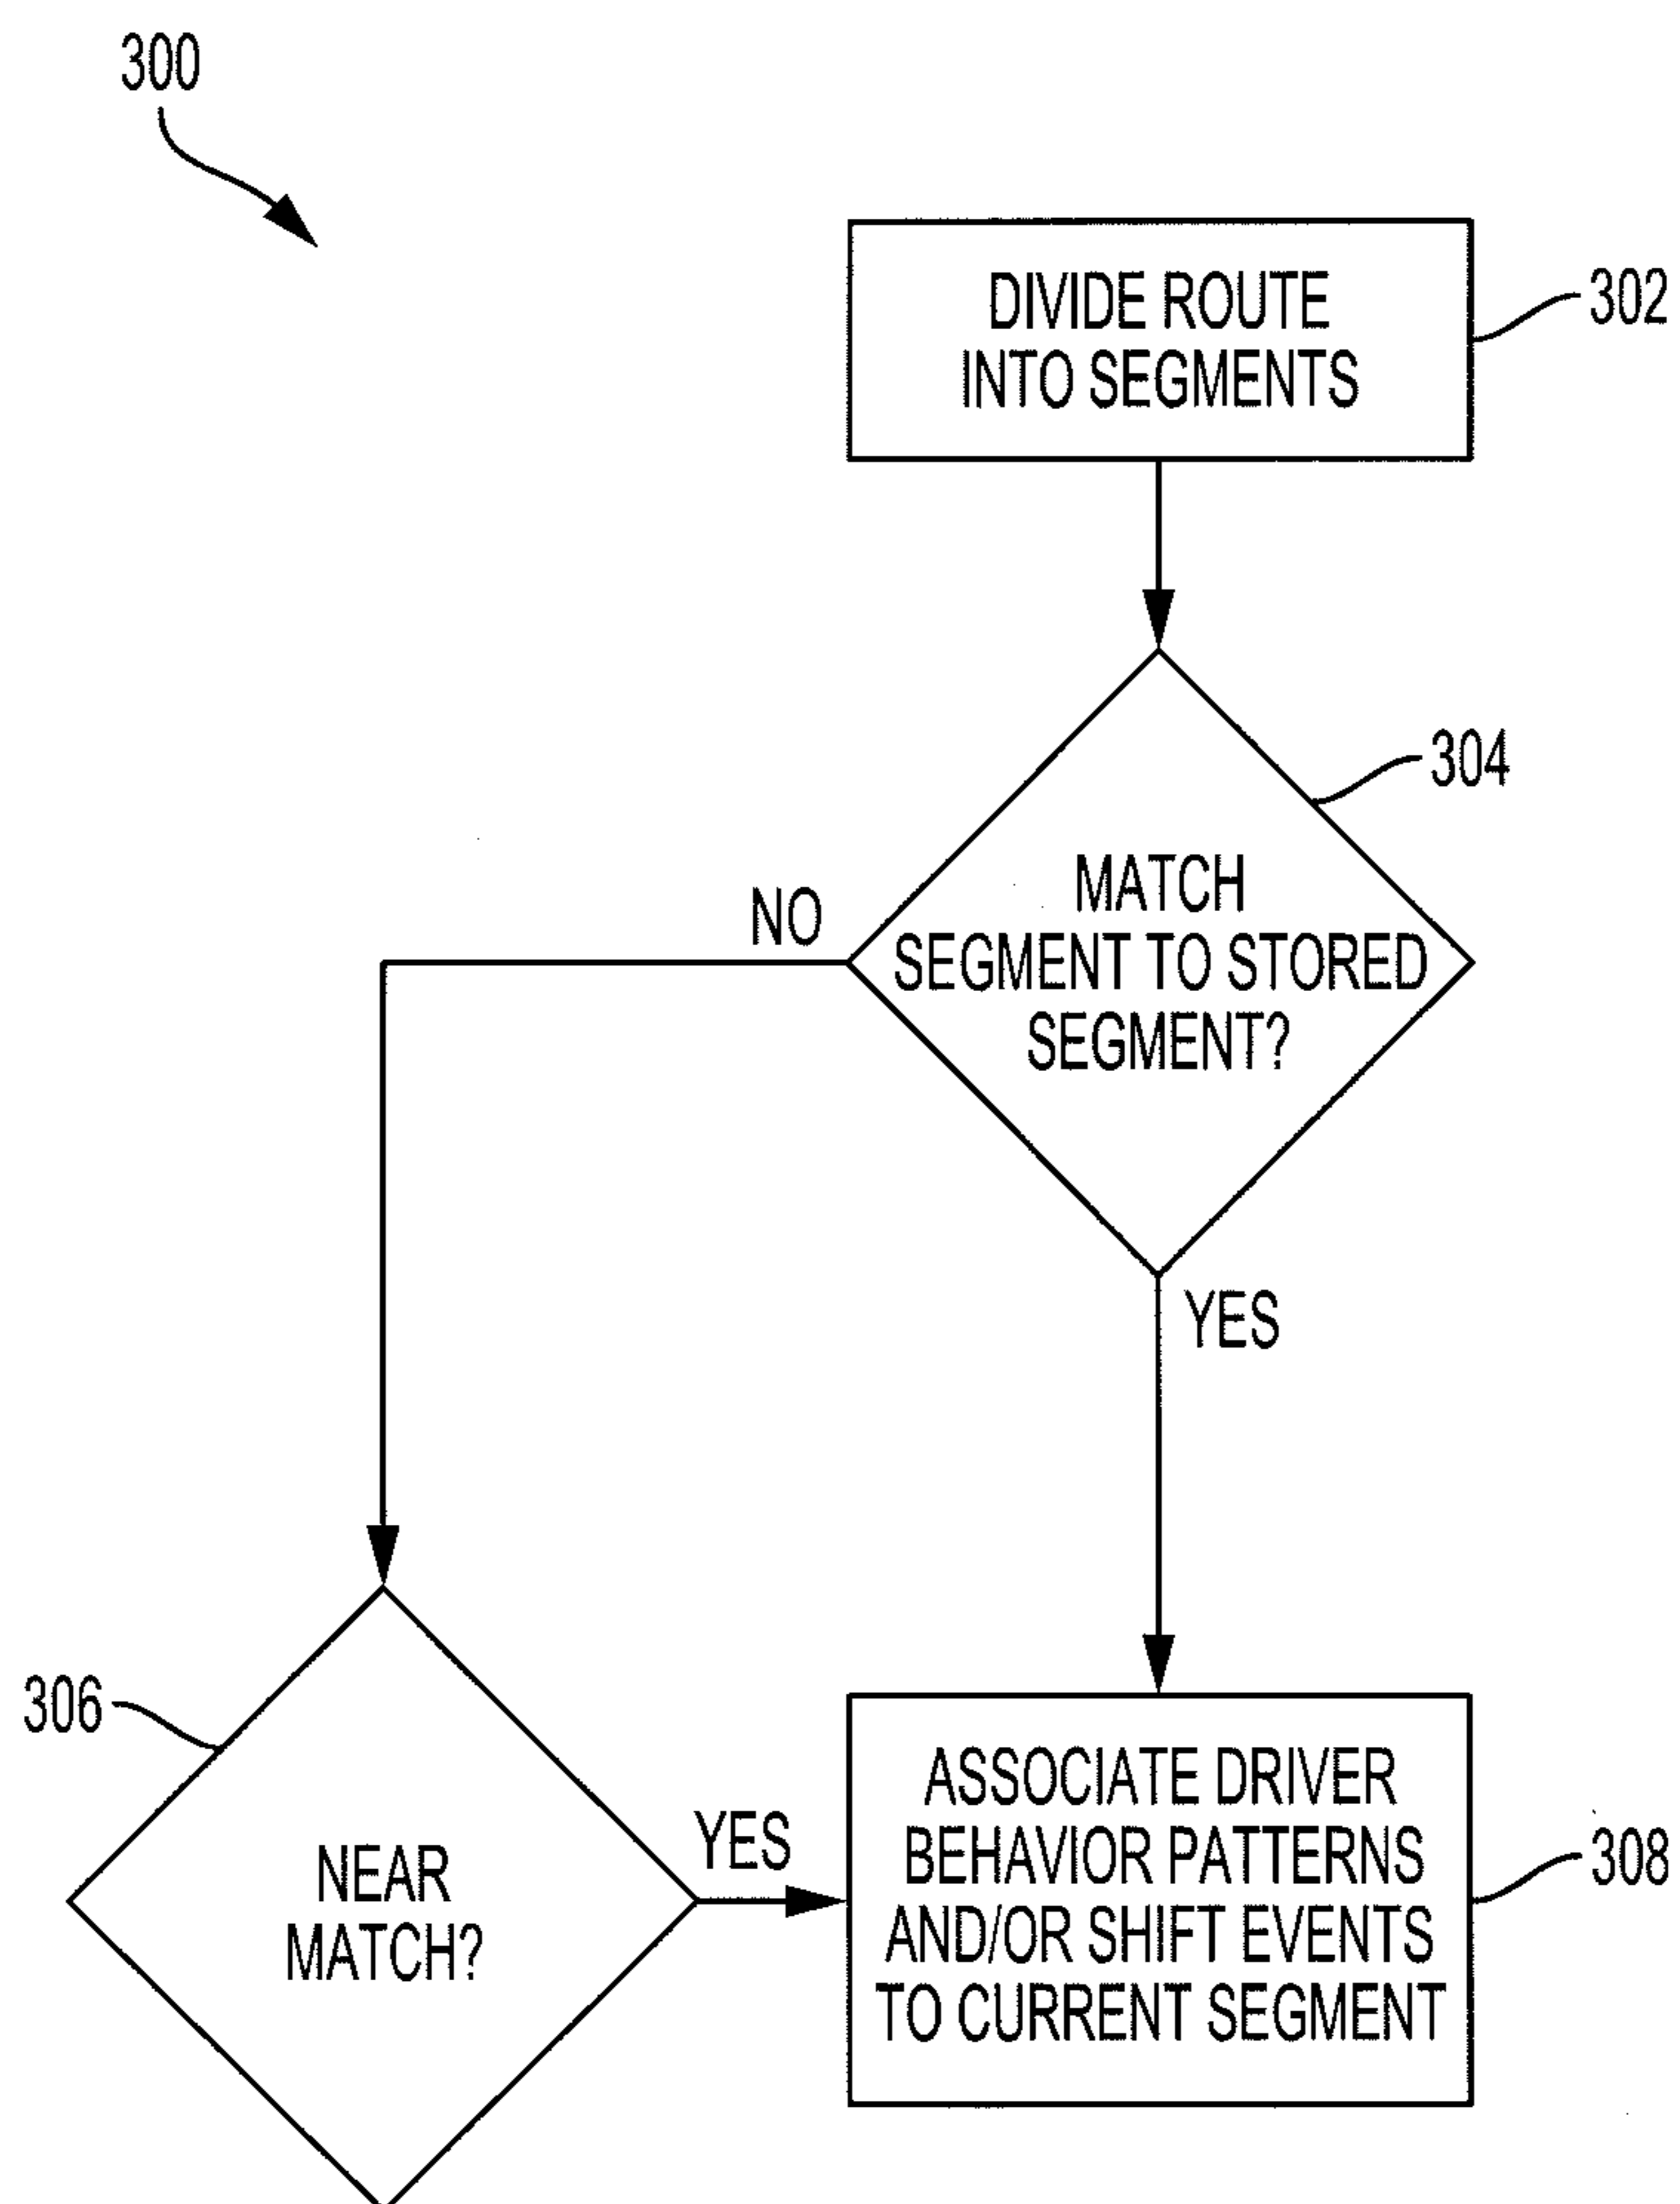 300
DIVIDE ROUTE
INTO SEGMENTS
302
304
MATCH
SEGMENT TO STORED
SEGMENT?
NO
YES
306
NEAR
MATCH?
YES
ASSOCIATE DRIVER
BEHAVIOR PATTERNS
AND/OR SHIFT EVENTS
TO CURRENT SEGMENT
308